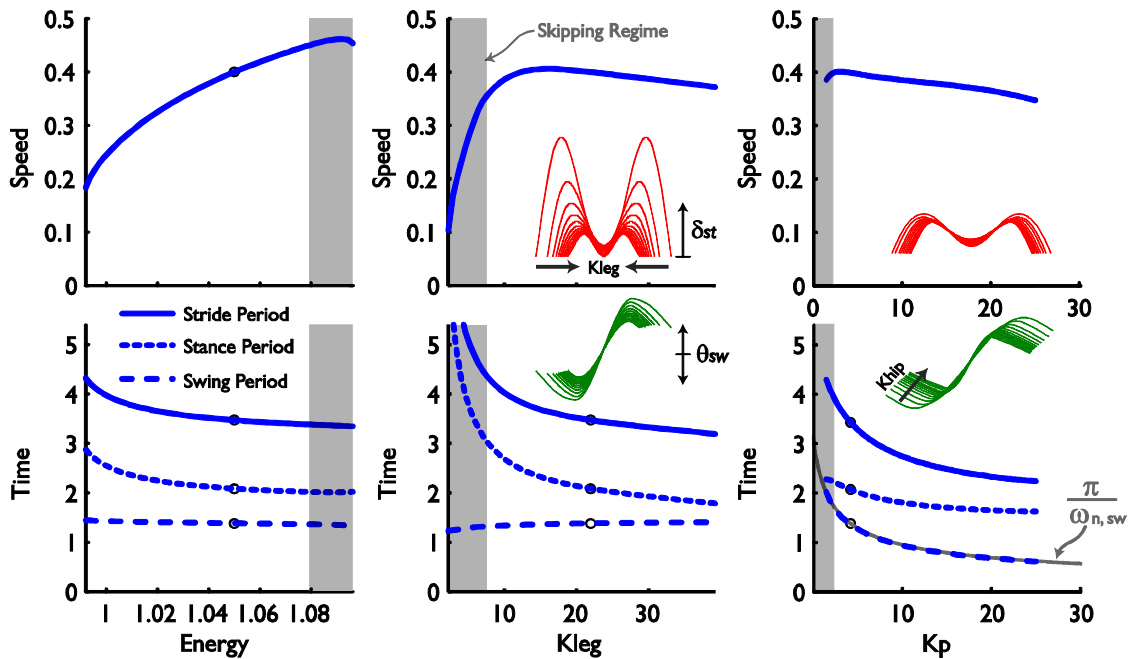 0.5
0.4
0.3
0.2
0.1
0
Speed
0.5
0.4
0.3
0.2
0.1
0
Speed
Skipping Regime
δst
Kleg
0.5
0.4
0.3
0.2
0.1
0
Speed
0 10 20 30
5
4
3
2
1
0
Time
Stride Period
Stance Period
Swing Period
1 1.02 1.04 1.06 1.08
Energy
5
4
3
2
1
0
Time
θsw
10 20 30
Kleg
5
4
3
2
1
0
Time
Khip
π
ωn, sw
0 10 20 30
Kp